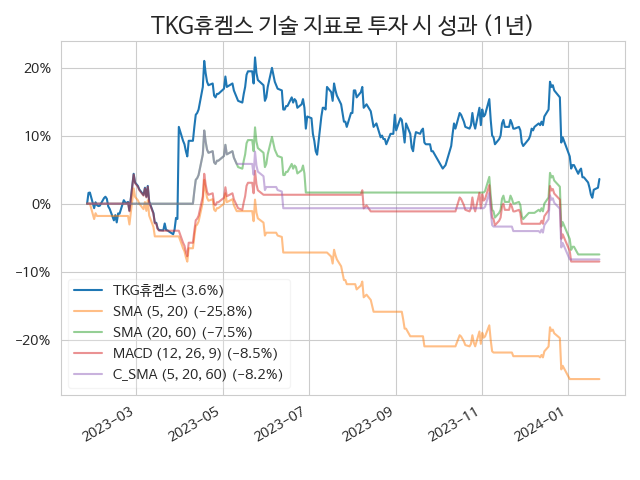 TKG휴켐스 기술 지표로 투자 시 성과 (1년)
20%
10%
0%
−10%
−20%
TKG휴켐스 (3.6%)
SMA (5, 20) (−25.8%)
SMA (20, 60) (−7.5%)
MACD (12, 26, 9) (−8.5%)
C_SMA (5, 20, 60) (−8.2%)
2023−03
2023−05
2023−07
2023−09
2023−11
2024−01